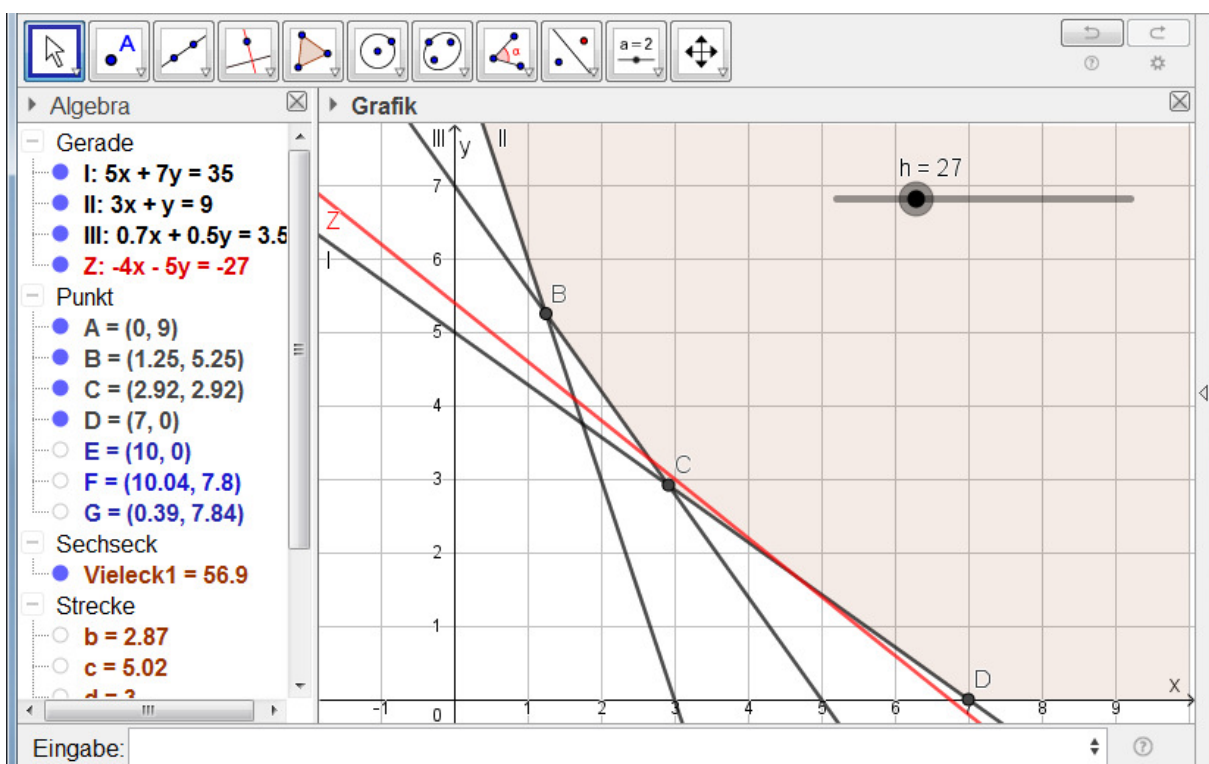 A
α
a=2
Algebra
Grafik
Gerade
I: 5x + 7y = 35
II: 3x + y = 9
III: 0.7x + 0.5y = 3.5
Z: -4x - 5y = -27
Punkt
A = (0, 9)
B = (1.25, 5.25)
C = (2.92, 2.92)
D = (7, 0)
E = (10, 0)
F = (10.04, 7.8)
G = (0.39, 7.84)
Sechseck
Vieleck1 = 56.9
Strecke
b = 2.87
c = 5.02
d = 3
III
y
II
h = 27
7
Z
6
I
B
5
4
C
3
2
1
D
x
-1
0
1
2
3
4
5
6
7
8
9
Eingabe: